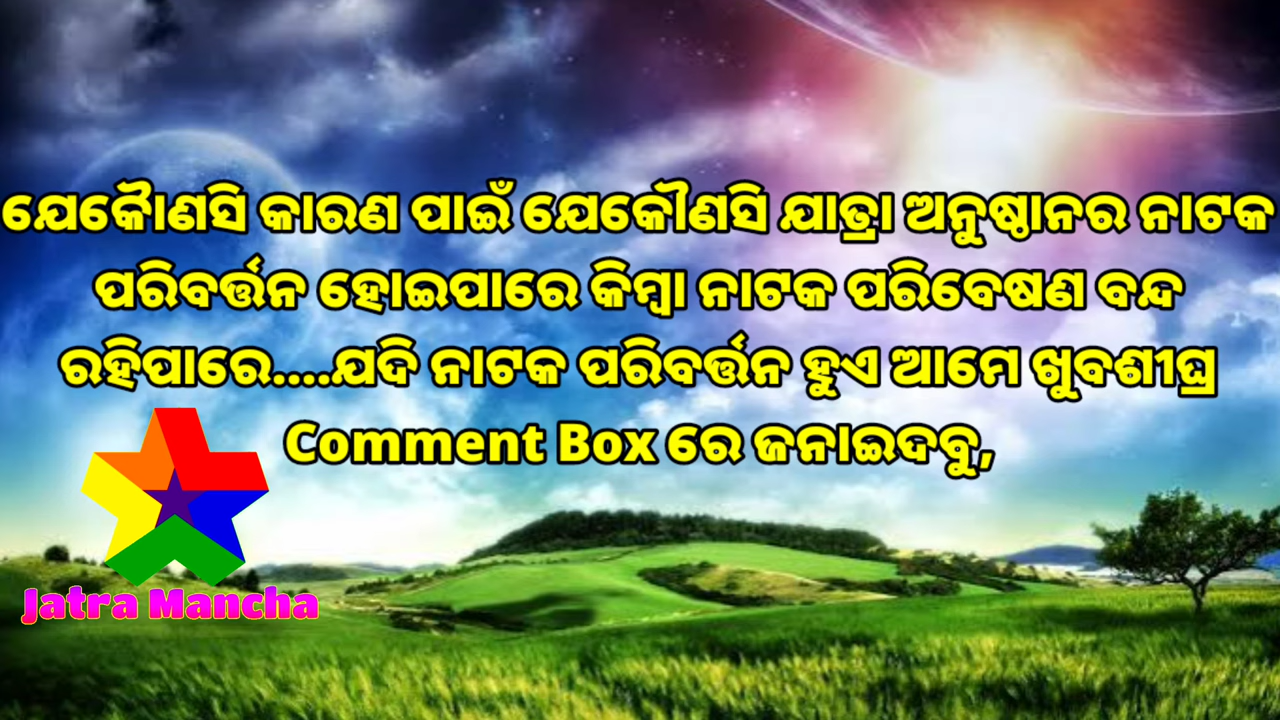 ଯେକୈାଣସି କାରଣ ପାଇଁ ଯେକୌଣସି ଯାତ୍ରା ଅନୁଷ୍ଠାନର ନାଟକ
ପରିବର୍ତ୍ତନ ହୋଇପାରେ କିମ୍ବା ନାଟକ ପରିବେଷଣ ବନ୍ଦ
ରହିପାରେ....ଯଦି ନାଟକ ପରିବର୍ତ୍ତନ ହୁଏ ଆମେ ଖୁବଶୀଘ୍ର
Comment Box ରେ ଜନାଇଦବୁ,
Jatra Mancha